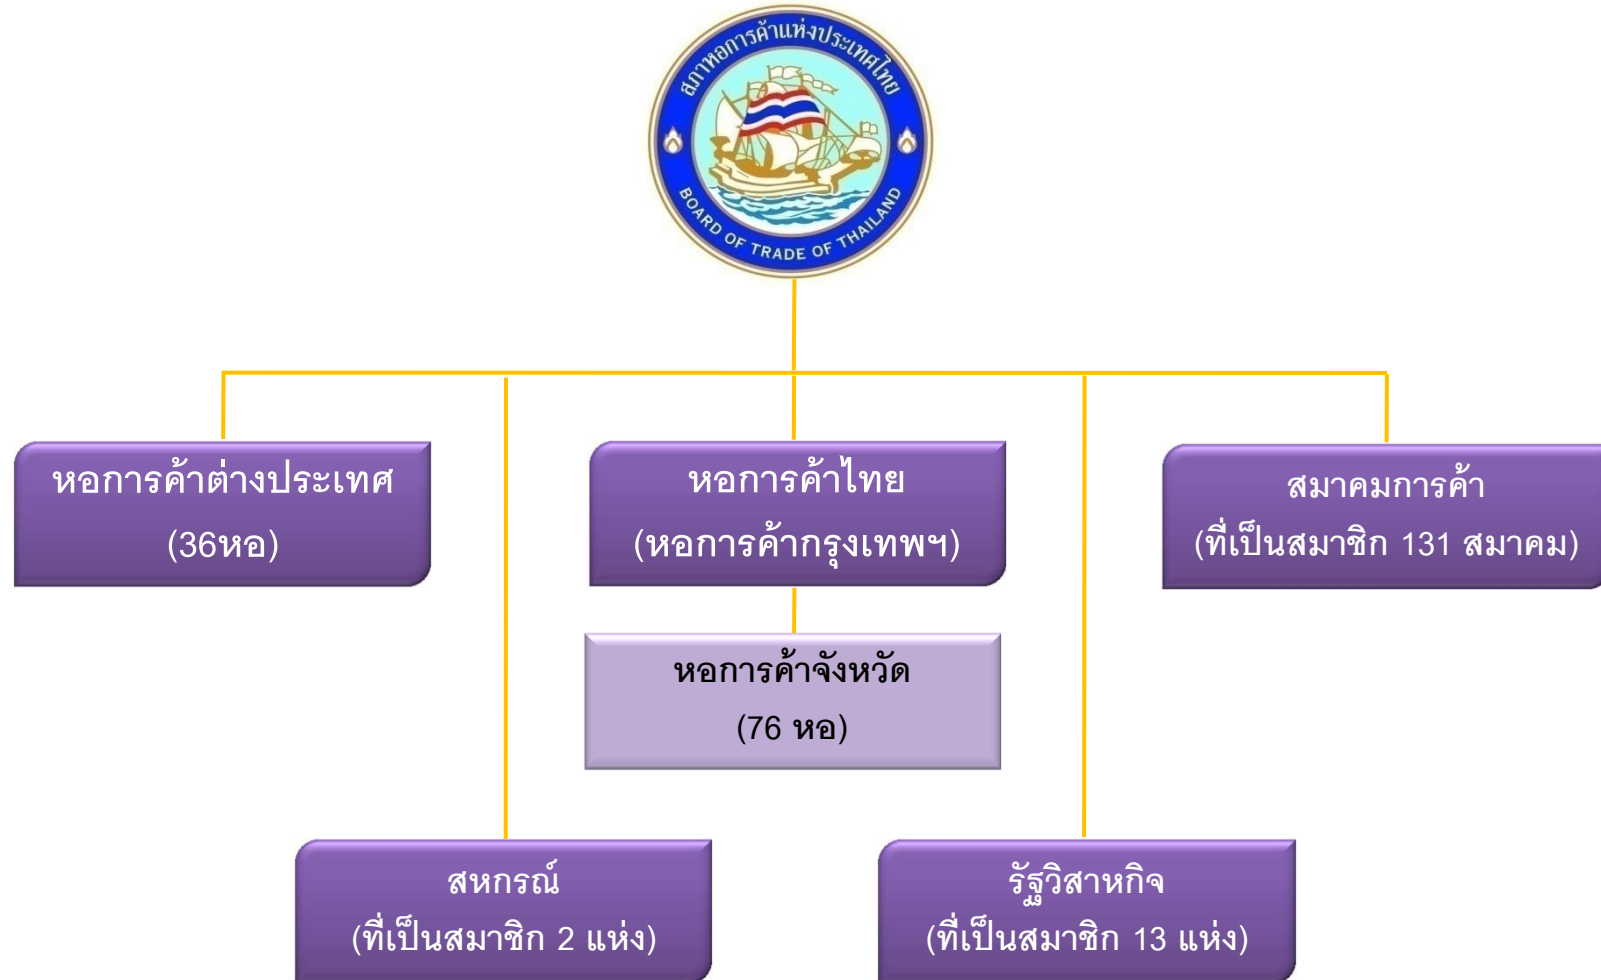 สภาหอการค้าแห่งประเทศไทย
BOARD OF TRADE OF THAILAND
หอการค้าต่างประเทศ
(36หอ)
หอการค้าไทย
(หอการค้ากรุงเทพฯ)
สมาคมการค้า
(ที่เป็นสมาชิก 131 สมาคม)
หอการค้าจังหวัด
(76 หอ)
สหกรณ์
(ที่เป็นสมาชิก 2 แห่ง)
รัฐวิสาหกิจ
(ที่เป็นสมาชิก 13 แห่ง)